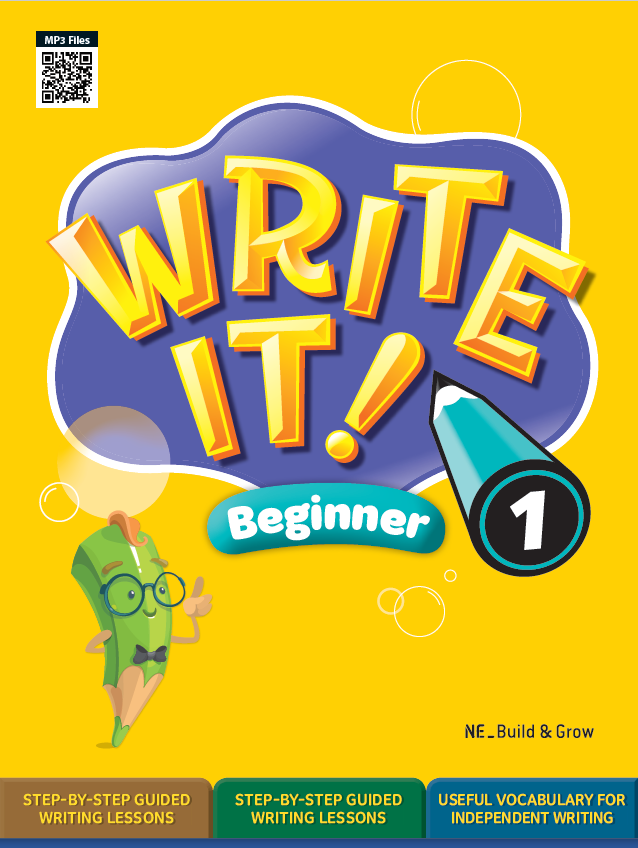 MP3 Files
WRITE
IT!
Beginner
1
NE_Build & Grow
STEP-BY-STEP GUIDED
WRITING LESSONS
STEP-BY-STEP GUIDED
WRITING LESSONS
USEFUL VOCABULARY FOR
INDEPENDENT WRITING